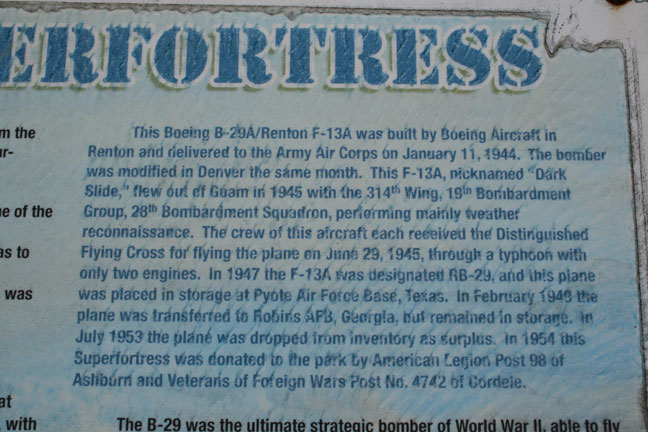 ERFORTRESS
m the
r-
e of the
as to
was
at
with
This Boeing B-29A/Renton F-13A was built by Boeing Aircraft in
Renton and delivered to the Army Air Corps on January 11, 1944. The bomber
was modified in Denver the same month. This F-13A, nicknamed "Dark
Slide," flew out of Guam in 1945 with the 314th Wing, 19th Bombardment
Group, 28th Bombardment Squadron, performing mainly weather
reconnaissance. The crew of this aircraft each received the Distinguished
Flying Cross for flying the plane on June 29, 1945, through a typhoon with
only two engines. In 1947 the F-13A was designated RB-29, and this plane
was placed in storage at Pyote Air Force Base, Texas. In February the
plane was transferred to Robins AFB, Georgia, but remained in storage. In
July 1953 the plane was dropped from inventory as surplus. In 1954 this
Superfortress was donated to the park by American Legion Post 98 of
Ashburn and Veterans of Foreign Wars Post No. 4742 of Cordele.
The B-29 was the ultimate strategic bomber of World War II, able to fly